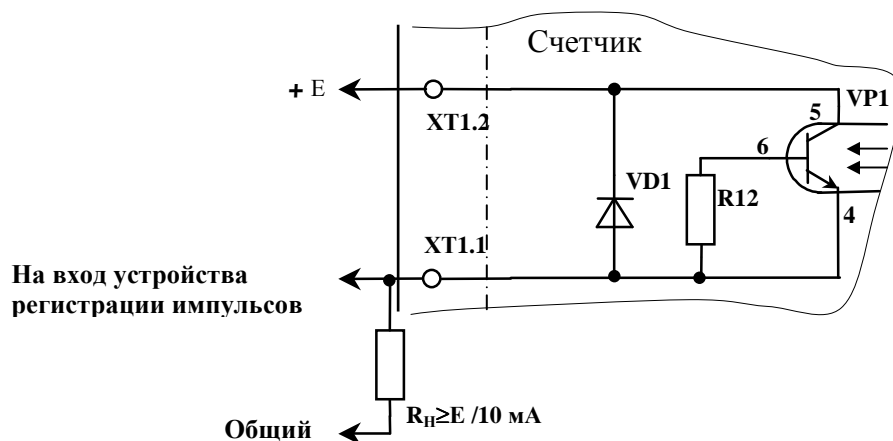 Счетчик
+ E
VP1
5
XT1.2
6
VD1
R12
4
XT1.1
На вход устройства
регистрации импульсов
RН≥E /10 мА
Общий